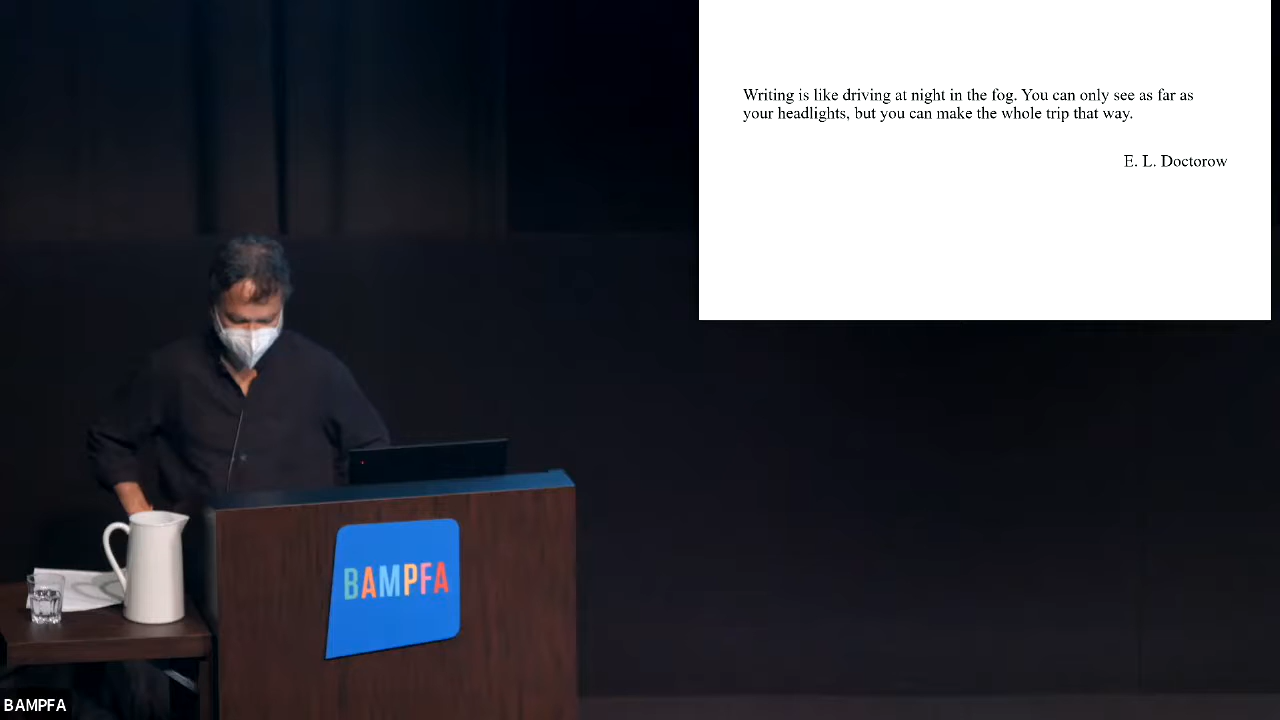 Writing is like driving at night in the fog. You can only see as far as
your headlights, but you can make the whole trip that way.
E. L. Doctorow
BAMPFA
BAMPFA